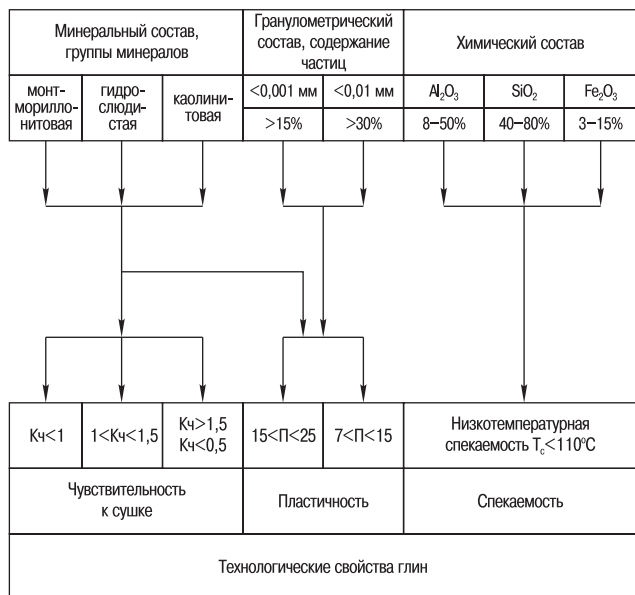 Минеральный состав,
группы минералов
Гранулометрический
состав, содержание
частиц
Химический состав
монт-
мориллo-
нитовая
гидро-
слюди-
стая
каолини-
товая
<0,001 мм
<0,01 мм
Al₂O₃
SiO₂
Fe₂O₃
>15%
>30%
8–50%
40–80%
3–15%
Кч<1
1<Кч<1,5
Кч>1,5
Кч<0,5
15<П<25
7<П<15
Низкотемпературная
спекаемость Tс<110°С
Чувствительность
к сушке
Пластичность
Спекаемость
Технологические свойства глин